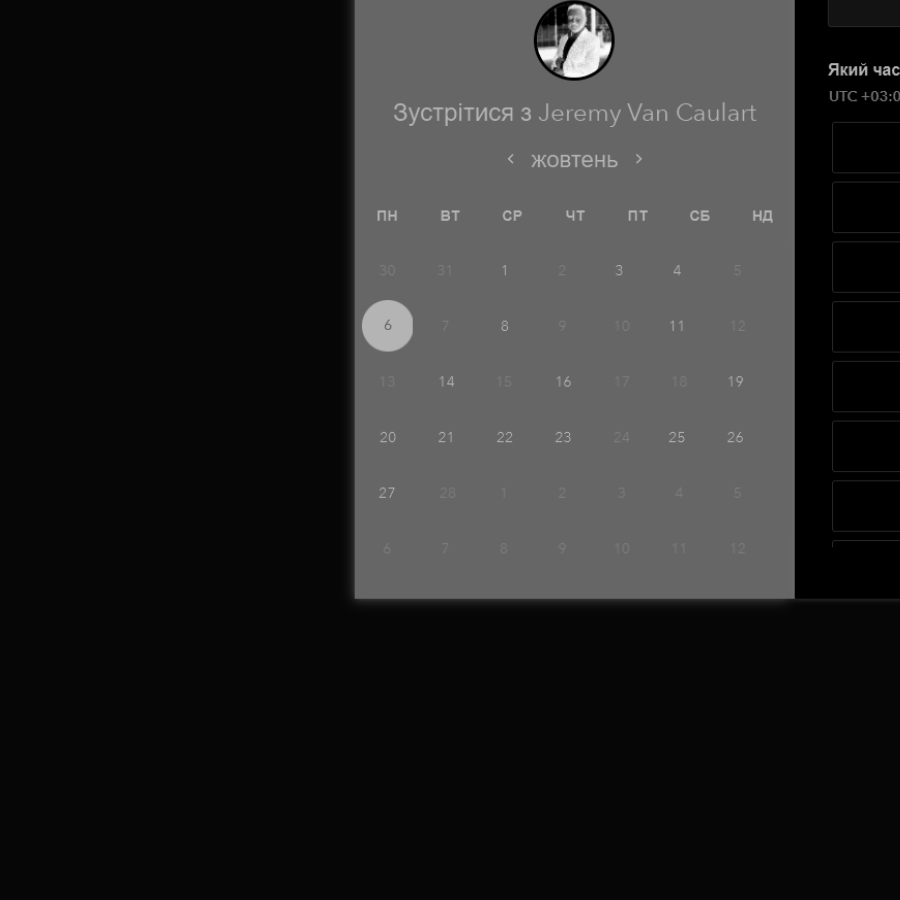 Зустрітися з Jeremy Van Caulart
‹ жовтень ›
ПН ВТ СР ЧТ ПТ СБ НД
30 31 1 2 3 4 5
6 7 8 9 10 11 12
13 14 15 16 17 18 19
20 21 22 23 24 25 26
27 28 1 2 3 4 5
6 7 8 9 10 11 12
Який час
UTC +03:0